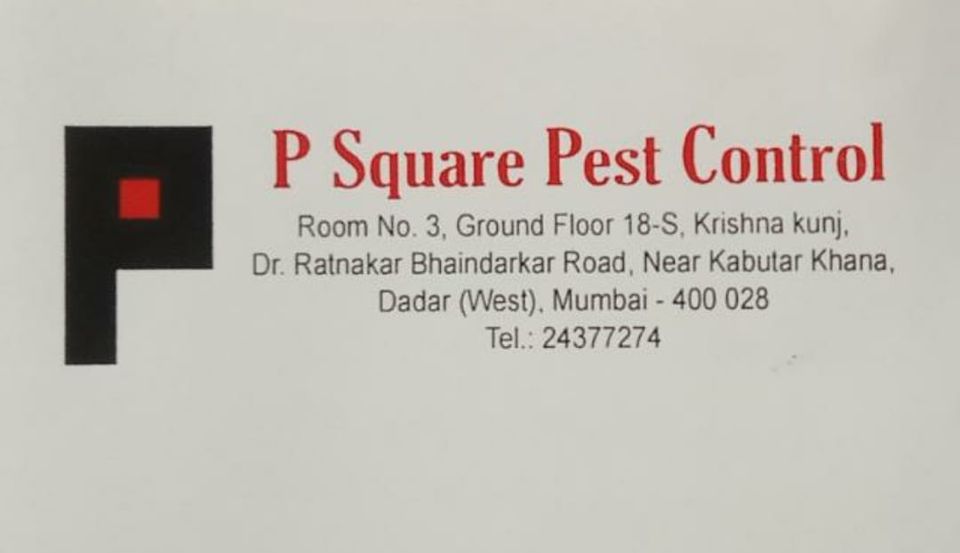 P Square Pest Control
Room No. 3, Ground Floor 18-S, Krishna kunj,
Dr. Ratnakar Bhaindarkar Road, Near Kabutar Khana,
Dadar (West), Mumbai - 400 028
Tel.: 24377274